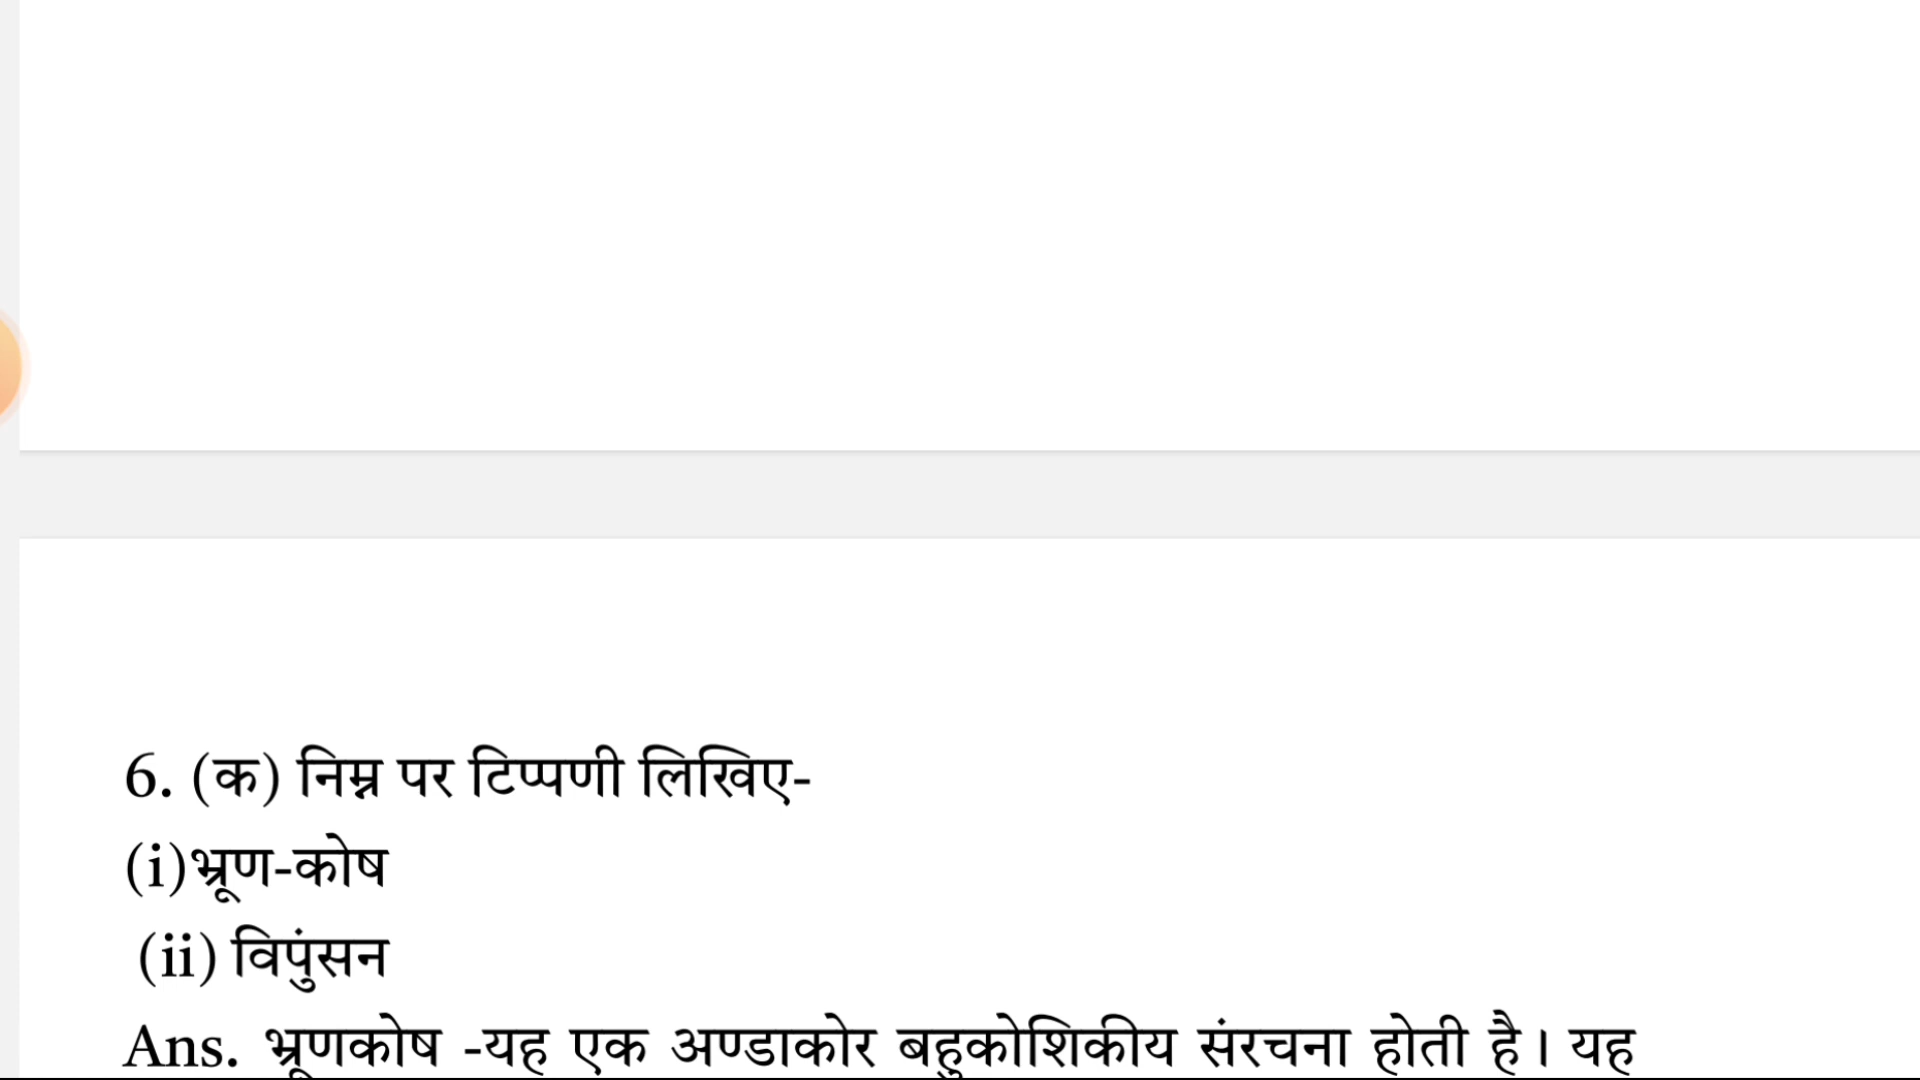 6. (क) निम्न पर टिप्पणी लिखिए-
(i)भ्रूण-कोष
(ii) विपुंसन
Ans. भ्रूणकोष -यह एक अण्डाकोर बहुकोशिकीय संरचना होती है। यह